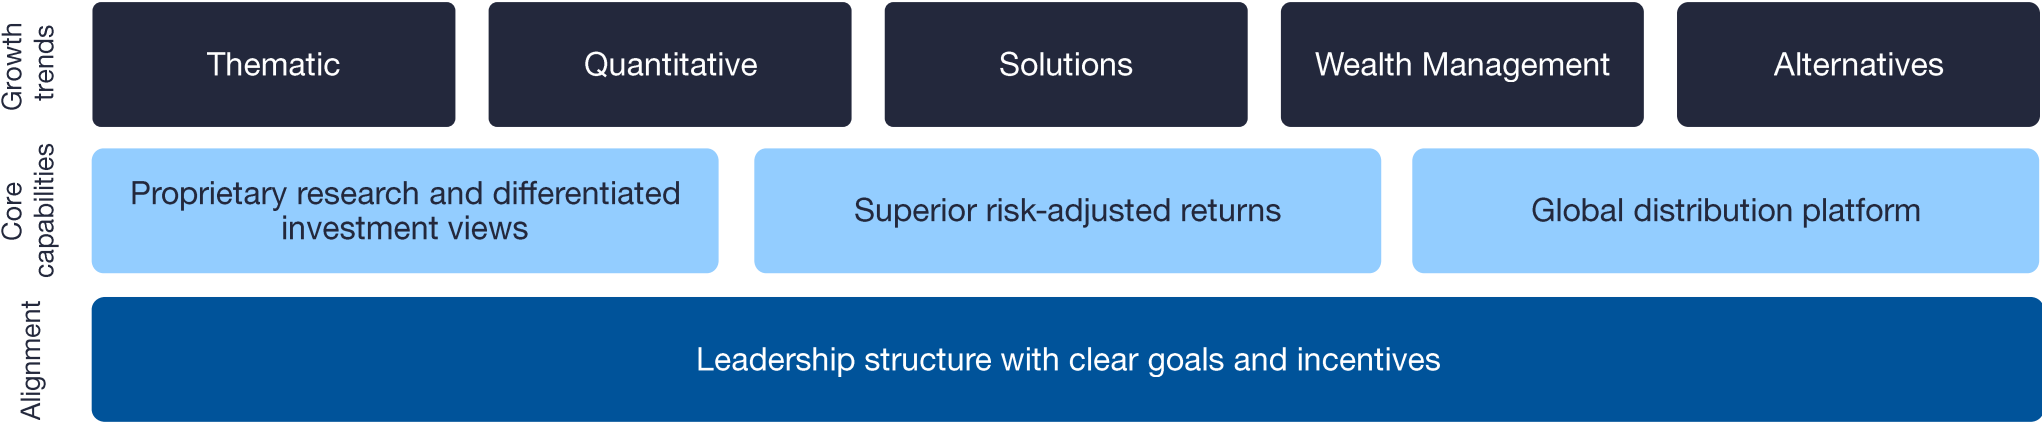 Growth
trends
Thematic
Quantitative
Solutions
Wealth Management
Alternatives
Core
capabilities
Proprietary research and differentiated
investment views
Superior risk-adjusted returns
Global distribution platform
Alignment
Leadership structure with clear goals and incentives